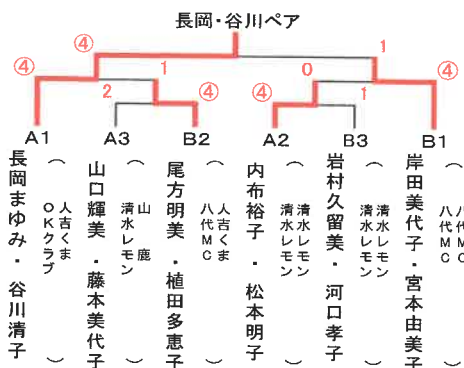 長岡・谷川ペア
④ 1
④ 1 0 ④
2 ④ ④ 1
A1 A3 B2 A2 B3 B1
長岡まゆみ・谷川清子
(人吉くま
OKクラブ)
山口輝美・藤本美代子
(山鹿
清水レモン)
尾方明美・植田多恵子
(人吉くま
八代MC)
内布裕子・松本明子
(清水レモン
清水レモン)
岩村久留美・河口孝子
(清水レモン
清水レモン)
岸田美代子・宮本由美子
(八代MC
八代MC)